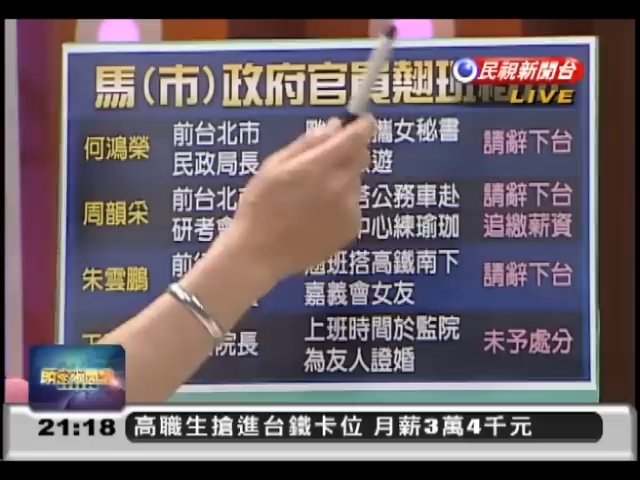 馬(市)政府官員翹班
民視新聞台
LIVE
何鴻榮
前台北市
民政局長
攜女秘書
遊
請辭下台
周韻采
前台北市
研考會
搭公務車赴
中心練瑜珈
請辭下台
追繳薪資
朱雲鵬
前
翹班搭高鐵南下
嘉義會女友
請辭下台
院長
上班時間於監院
為友人證婚
未予處分
21:18
高職生搶進台鐵卡位 月薪3萬4千元